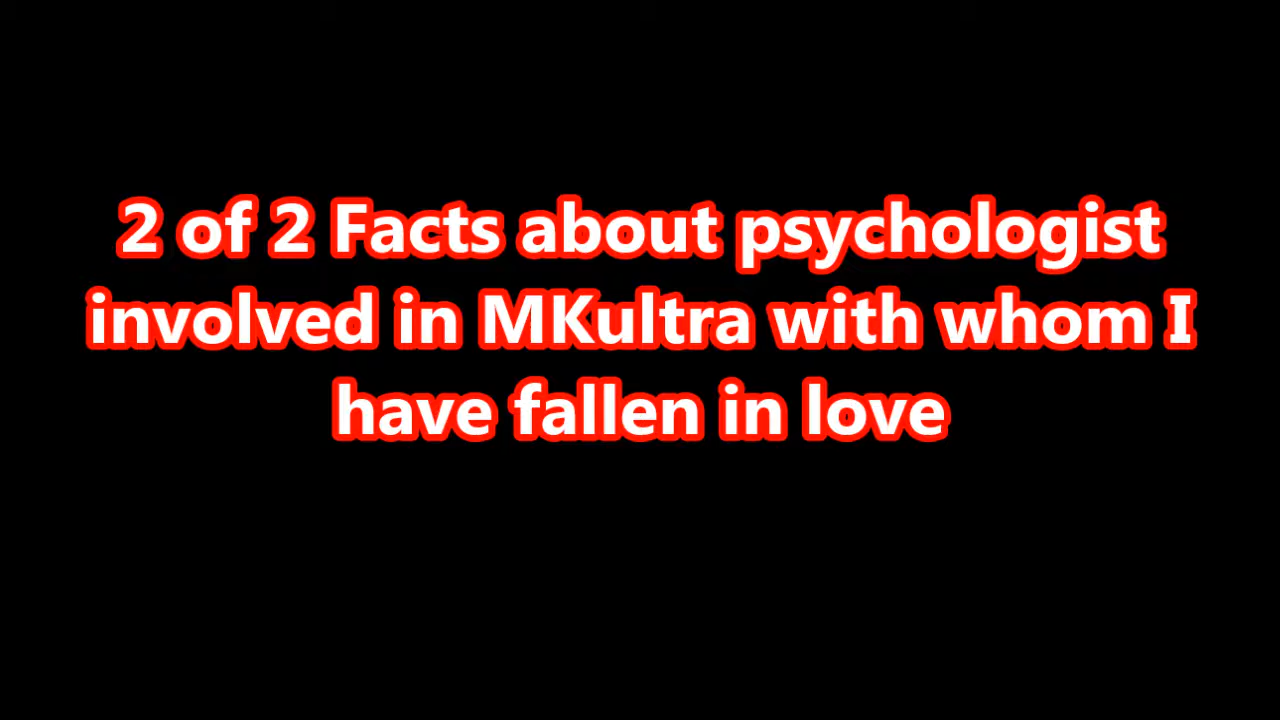 2 of 2 Facts about psychologist
involved in MKultra with whom I
have fallen in love